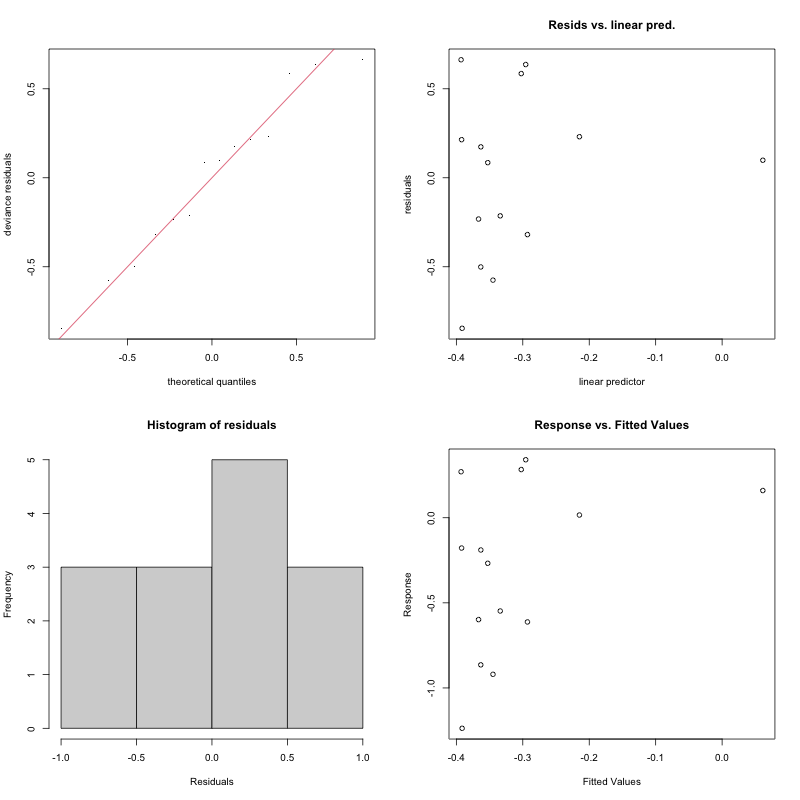 deviance residuals
0.5
0.0
-0.5
-0.5 0.0 0.5
theoretical quantiles
Resids vs. linear pred.
residuals
0.5
0.0
-0.5
-0.4 -0.3 -0.2 -0.1 0.0
linear predictor
Histogram of residuals
Frequency
5
4
3
2
1
0
-1.0 -0.5 0.0 0.5 1.0
Residuals
Response vs. Fitted Values
Response
0.0
-0.5
-1.0
-0.4 -0.3 -0.2 -0.1 0.0
Fitted Values